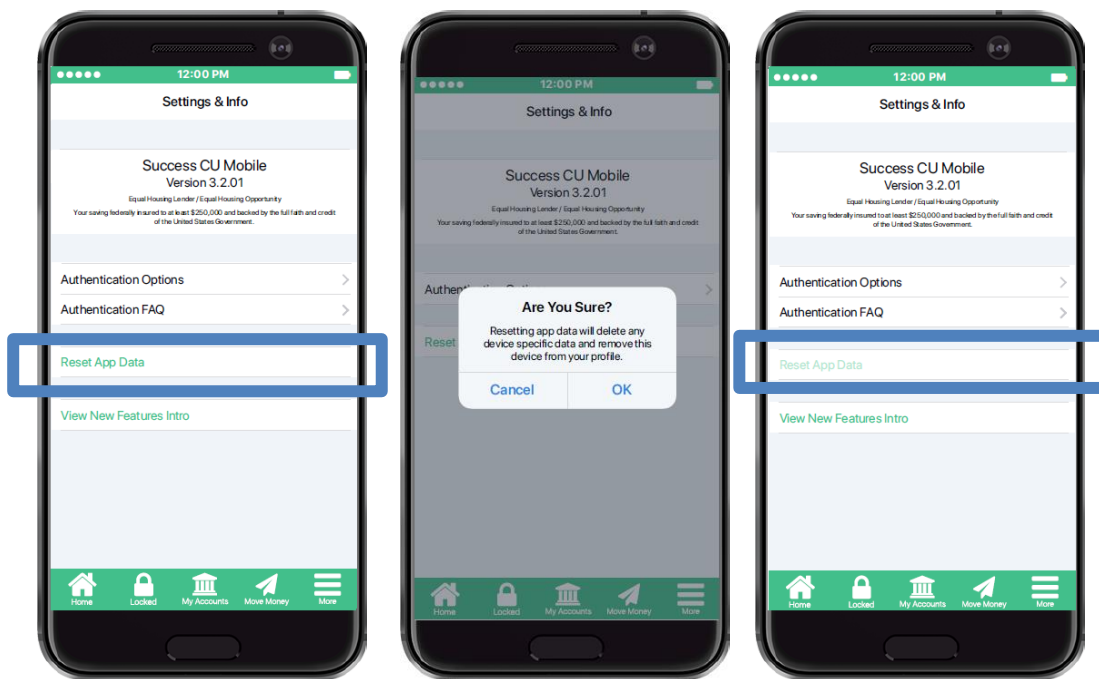 12:00 PM
Settings & Info
Success CU Mobile
Version 3.2.01
Equal Housing Lender / Equal Housing Opportunity
Your saving federally insured to at least $250,000 and backed by the full faith and credit
of the United States Government.
Authentication Options
Authentication FAQ
Reset App Data
View New Features Intro
Home
Locked
My Accounts
Move Money
More
12:00 PM
Settings & Info
Success CU Mobile
Version 3.2.01
Equal Housing Lender / Equal Housing Opportunity
Your saving federally insured to at least $250,000 and backed by the full faith and credit
of the United States Government.
Are You Sure?
Reset
Resetting app data will delete any
device specific data and remove this
device from your profile.
Cancel
OK
Home
Locked
My Accounts
Move Money
More
12:00 PM
Settings & Info
Success CU Mobile
Version 3.2.01
Equal Housing Lender / Equal Housing Opportunity
Your saving federally insured to at least $250,000 and backed by the full faith and credit
of the United States Government.
Authentication Options
Authentication FAQ
Reset App Data
View New Features Intro
Home
Locked
My Accounts
Move Money
More